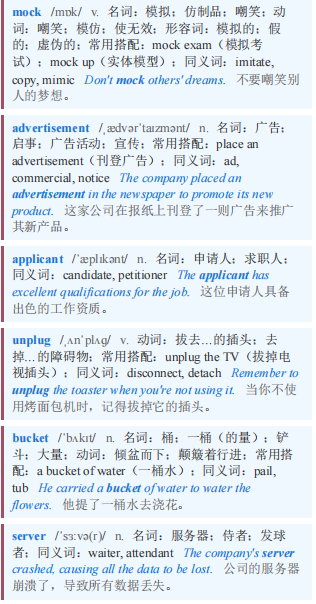 mock /mɒk/ v. 名词：模拟；仿制品；嘲笑；动
词：嘲笑；模仿；使无效；形容词：模拟的；假
的；虚伪的；常用搭配；mock exam（模拟考
试）；mock up（实体模型）；同义词：imitate,
copy, mimic Don't mock others' dreams. 不要嘲笑别
人的梦想。
advertisement /ˌædvərˈtaɪzmənt/ n. 名词：广告；
启事；广告活动；宣传；常用搭配；place an
advertisement（刊登广告）；同义词：ad,
commercial, notice The company placed an
advertisement in the newspaper to promote its new
product. 这家公司在报纸上刊登了一则广告来推广
其新产品。
applicant /ˈæplɪkənt/ n. 名词：申请人；求职人；
同义词：candidate, petitioner The applicant has
excellent qualifications for the job. 这位申请人具备
出色的工作资质。
unplug /ˌʌnˈplʌɡ/ v. 动词：拔去…的插头；去
掉…的障碍物；常用搭配；unplug the TV（拔掉电
视插头）；同义词：disconnect, detach Remember to
unplug the toaster when you're not using it. 当你不使
用烤面包机时，记得拔掉它的插头。
bucket /ˈbʌkɪt/ n. 名词：桶；一桶（的量）；铲
斗；大量；动词：倾盆而下；颠簸着行进；常用搭
配；a bucket of water（一桶水）；同义词：pail,
tub He carried a bucket of water to water the
flowers. 他提了一桶水去浇花。
server /ˈsɜːvə(r)/ n. 名词：服务器；侍者；发球
者；同义词：waiter, attendant The company's server
crashed, causing all the data to be lost. 公司的服务器
崩溃了，导致所有数据丢失。